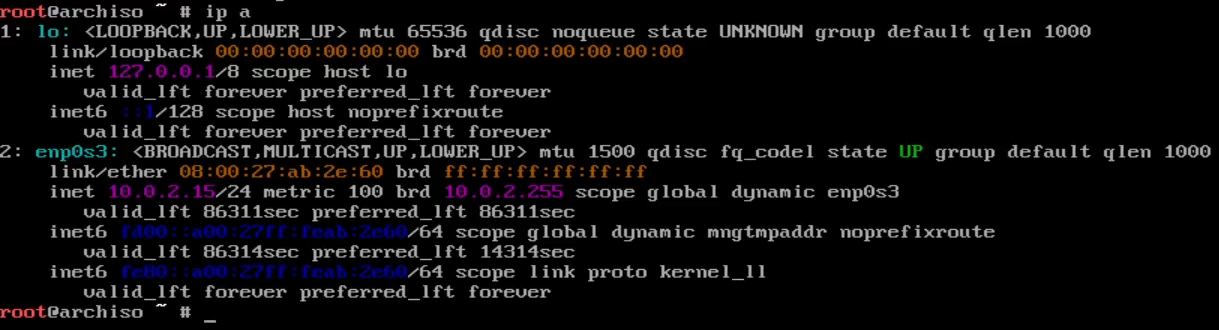 root@archiso ~ # ip a
1: lo: <LOOPBACK,UP,LOWER_UP> mtu 65536 qdisc noqueue state UNKNOWN group default qlen 1000
    link/loopback 00:00:00:00:00:00 brd 00:00:00:00:00:00
    inet 127.0.0.1/8 scope host lo
       valid_lft forever preferred_lft forever
    inet6 ::1/128 scope host noprefixroute
       valid_lft forever preferred_lft forever
2: enp0s3: <BROADCAST,MULTICAST,UP,LOWER_UP> mtu 1500 qdisc fq_codel state UP group default qlen 1000
    link/ether 08:00:27:ab:2e:60 brd ff:ff:ff:ff:ff:ff
    inet 10.0.2.15/24 metric 100 brd 10.0.2.255 scope global dynamic enp0s3
       valid_lft 86311sec preferred_lft 86311sec
    inet6 fd00::a00:27ff:feab:2e60/64 scope global dynamic mngtmpaddr noprefixroute
       valid_lft 86314sec preferred_lft 14314sec
    inet6 fe80::a00:27ff:feab:2e60/64 scope link proto kernel_ll
       valid_lft forever preferred_lft forever
root@archiso ~ # _